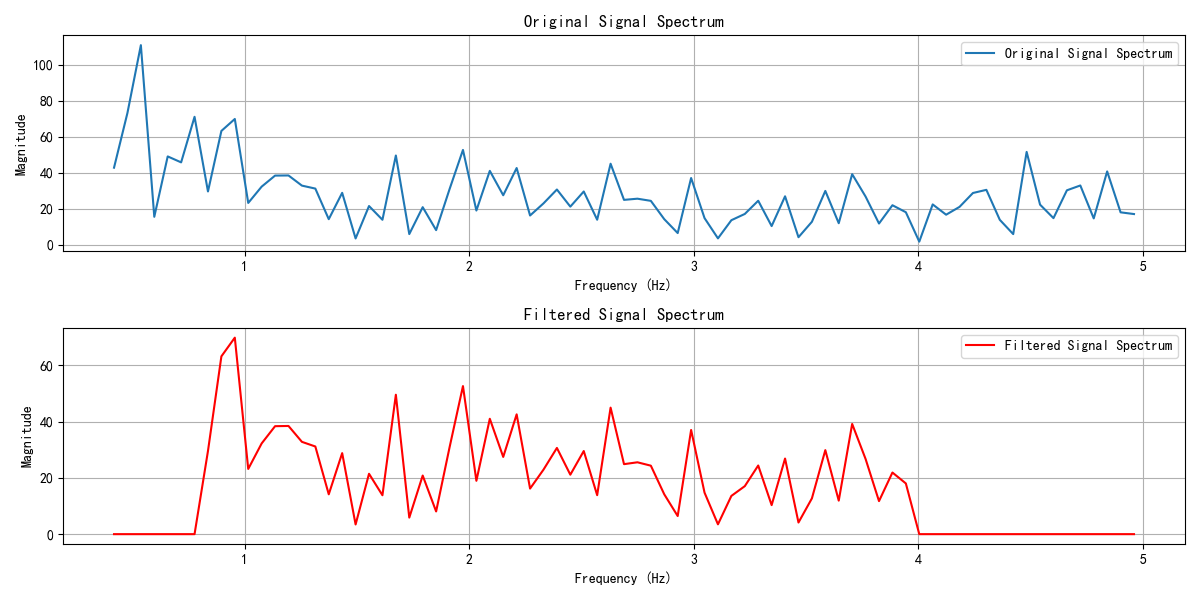 Original Signal Spectrum
Original Signal Spectrum
Magnitude
100
80
60
40
20
0
1 2 3 4 5
Frequency (Hz)
Filtered Signal Spectrum
Filtered Signal Spectrum
Magnitude
60
40
20
0
1 2 3 4 5
Frequency (Hz)